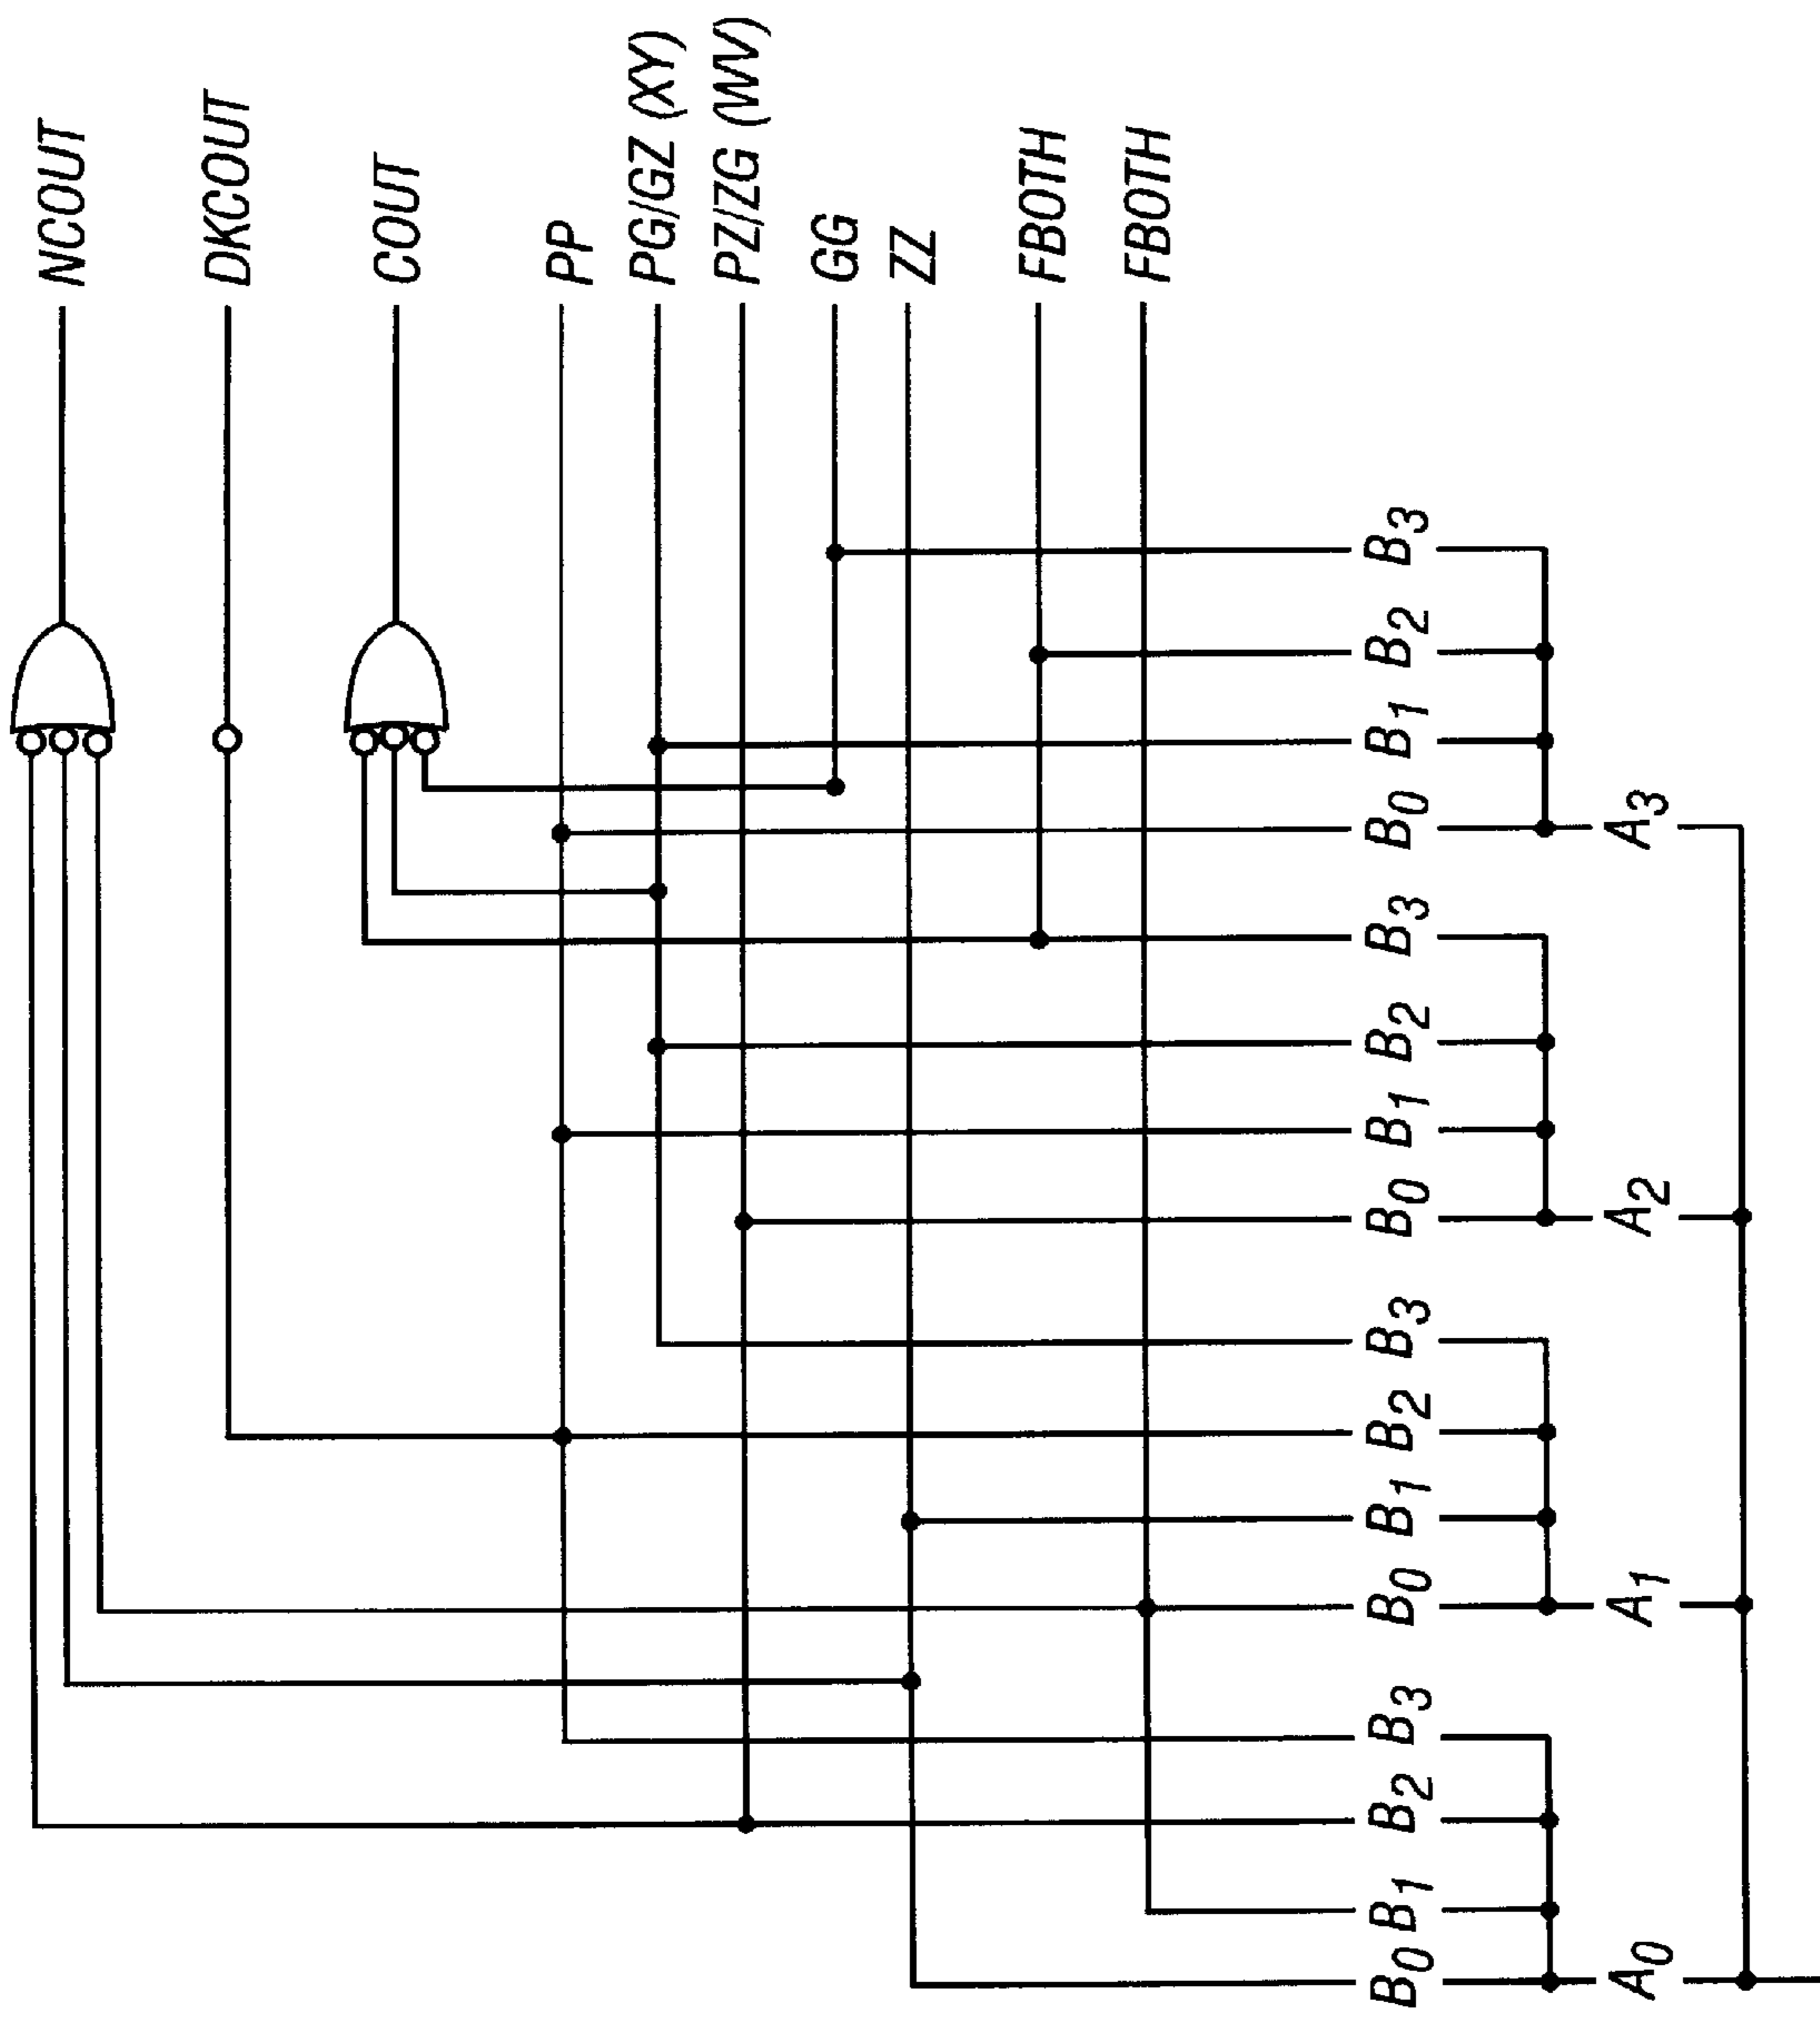 NCOUT
DKCOUT
COUT
PP
PG/GZ (XY)
PZ/ZG (WV)
GG
ZZ
FBOTH
FBOTH
B0 B1 B2 B3 B0 B1 B2 B3 B0 B1 B2 B3 B0 B1 B2 B3
A0 A1 A2 A3